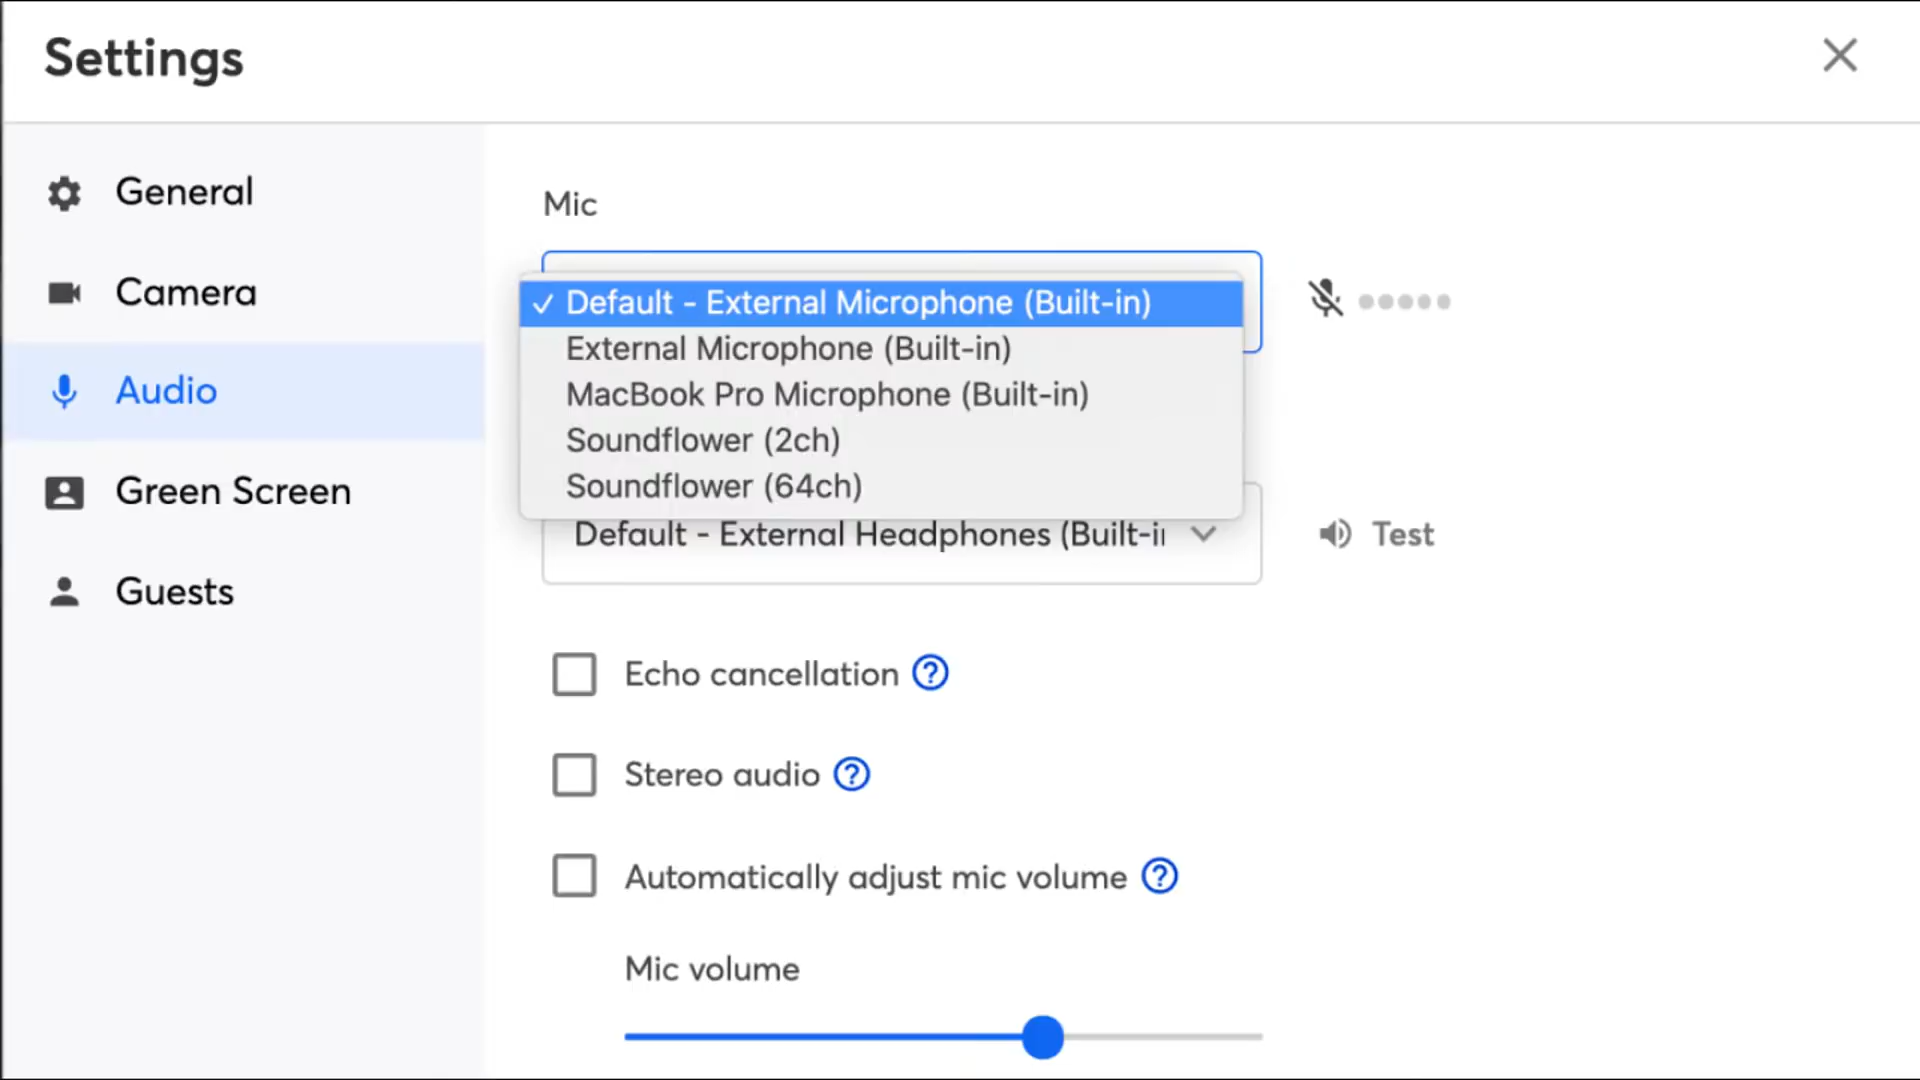 Settings
General
Camera
Audio
Green Screen
Guests
Mic
✓ Default - External Microphone (Built-in)
External Microphone (Built-in)
MacBook Pro Microphone (Built-in)
Soundflower (2ch)
Soundflower (64ch)
Default - External Headphones (Built-i
Test
Echo cancellation ?
Stereo audio ?
Automatically adjust mic volume ?
Mic volume